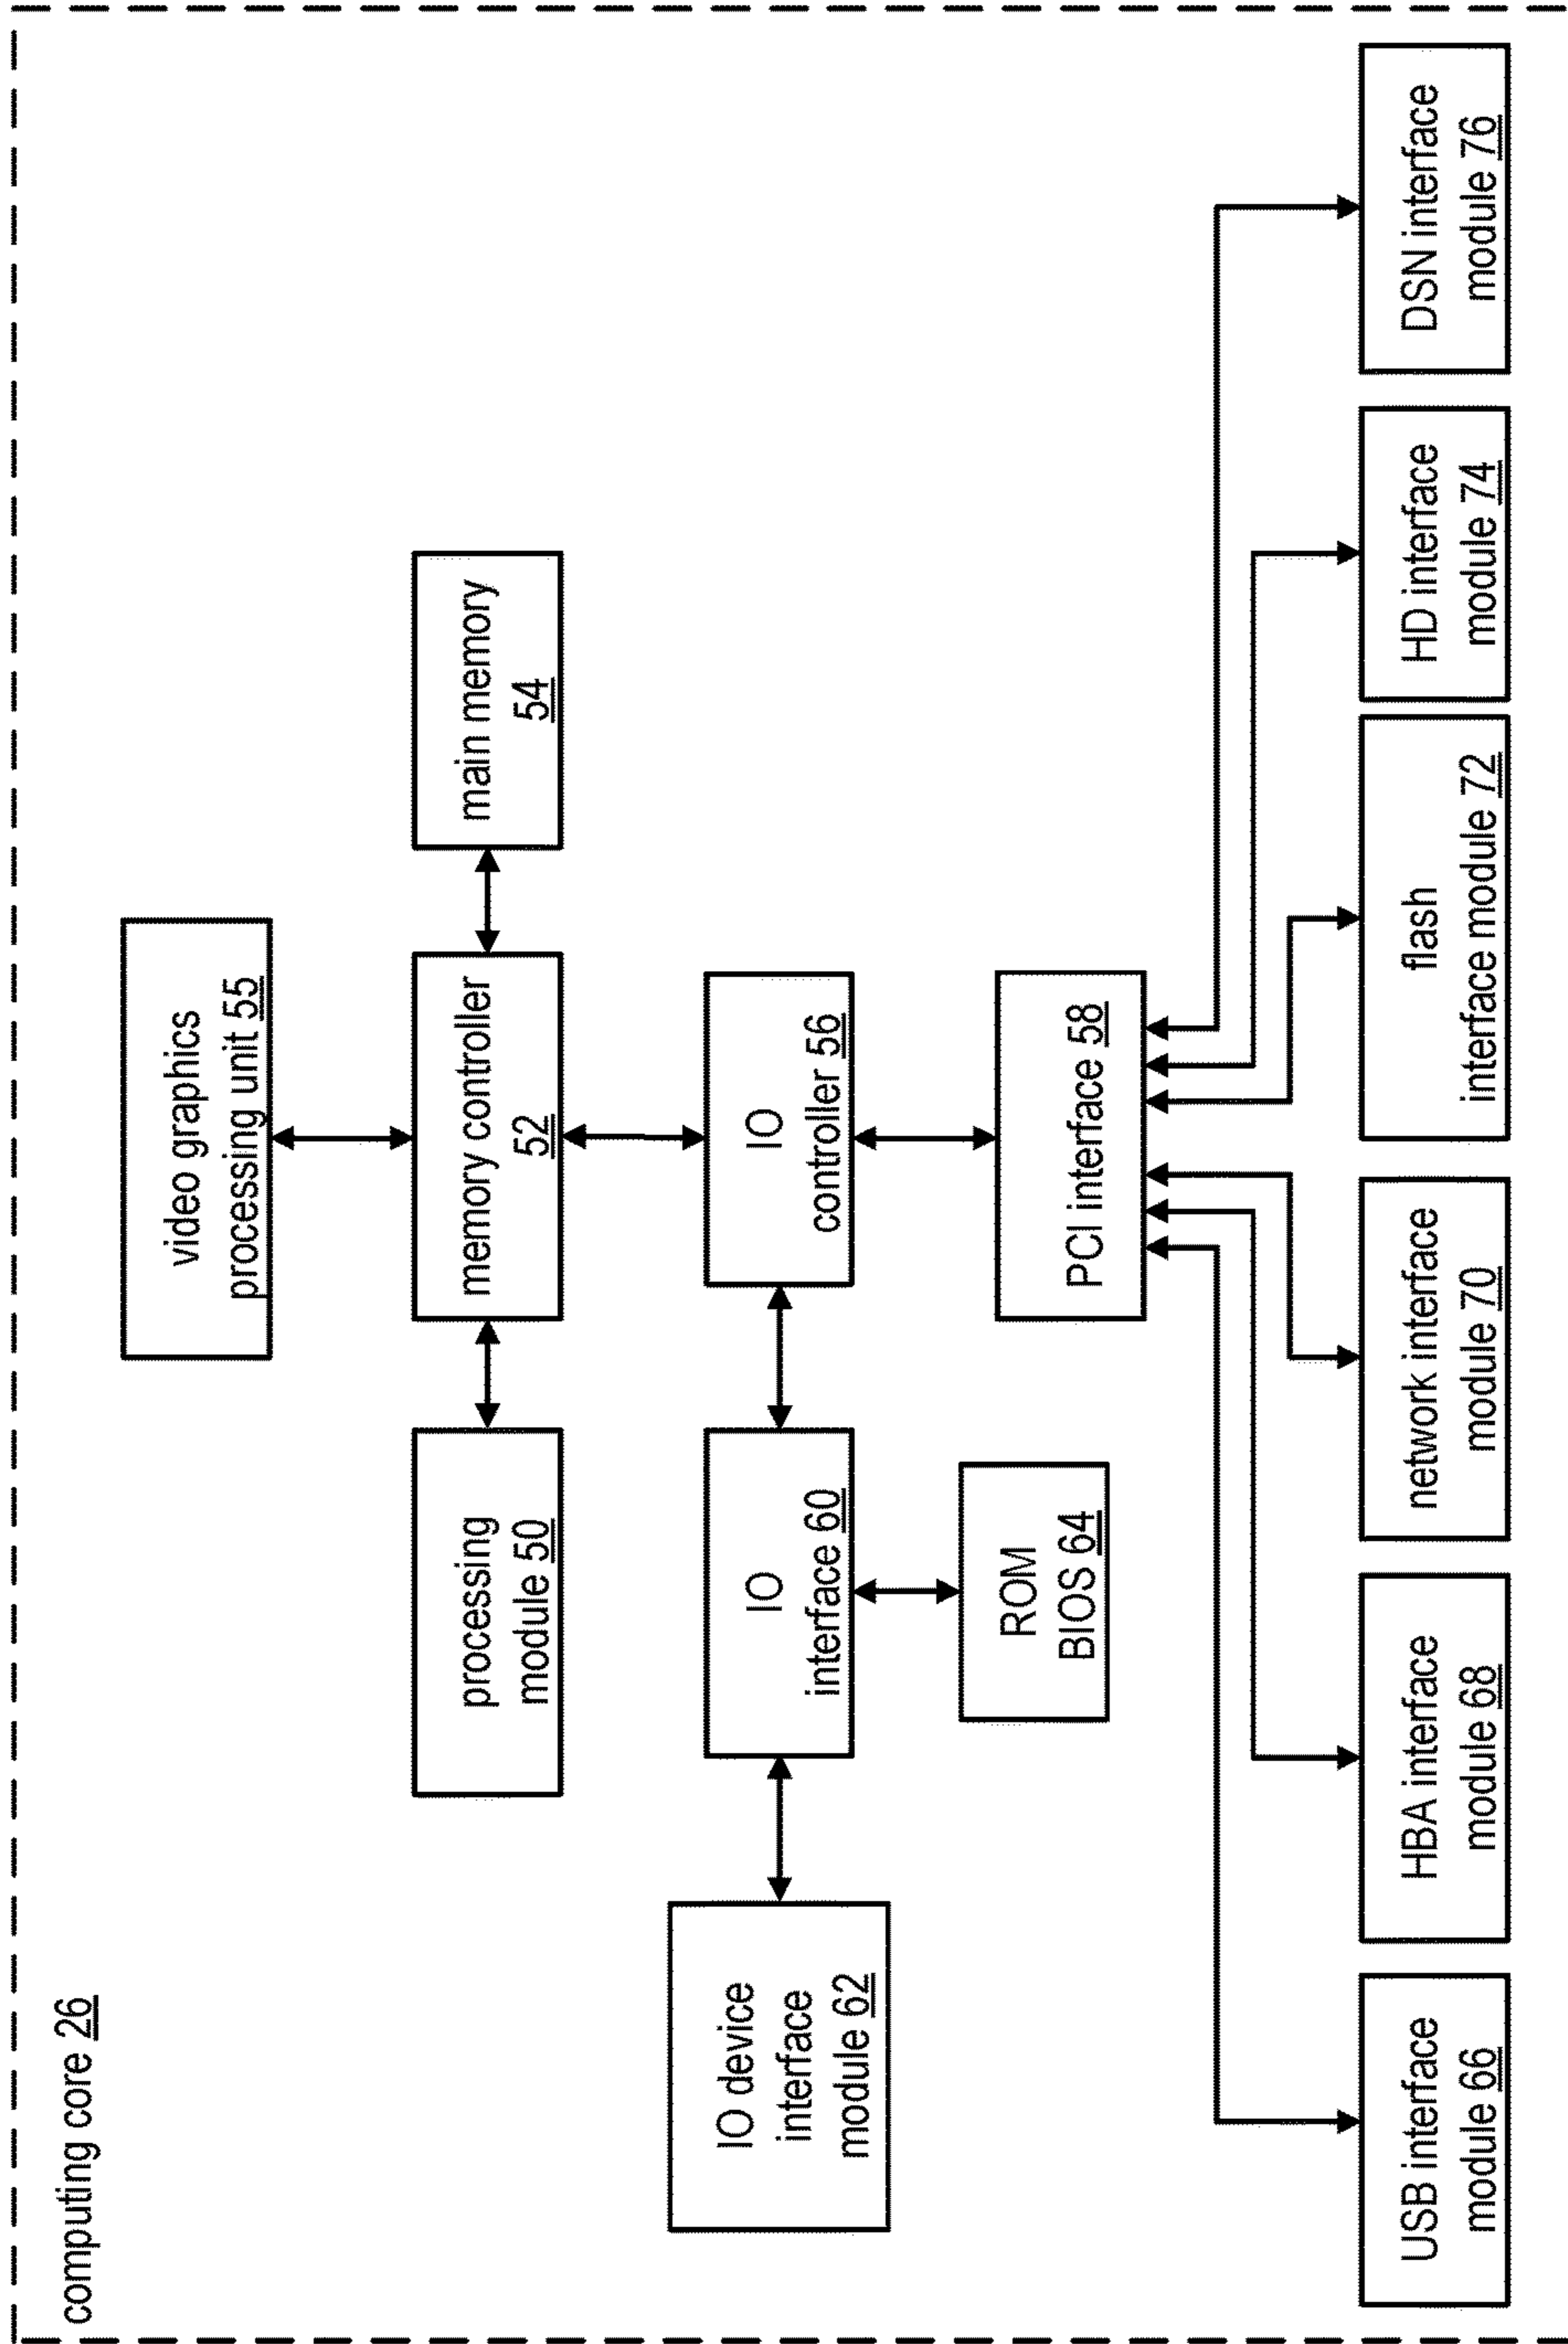 computing core 26
video graphics
processing unit 55
processing
module 50
memory controller
52
main memory
54
IO device
interface
module 62
IO
interface 60
IO
controller 56
ROM
BIOS 64
PCI interface 58
USB interface
module 66
HBA interface
module 68
network interface
module 70
flash
interface module 72
HD interface
module 74
DSN interface
module 76